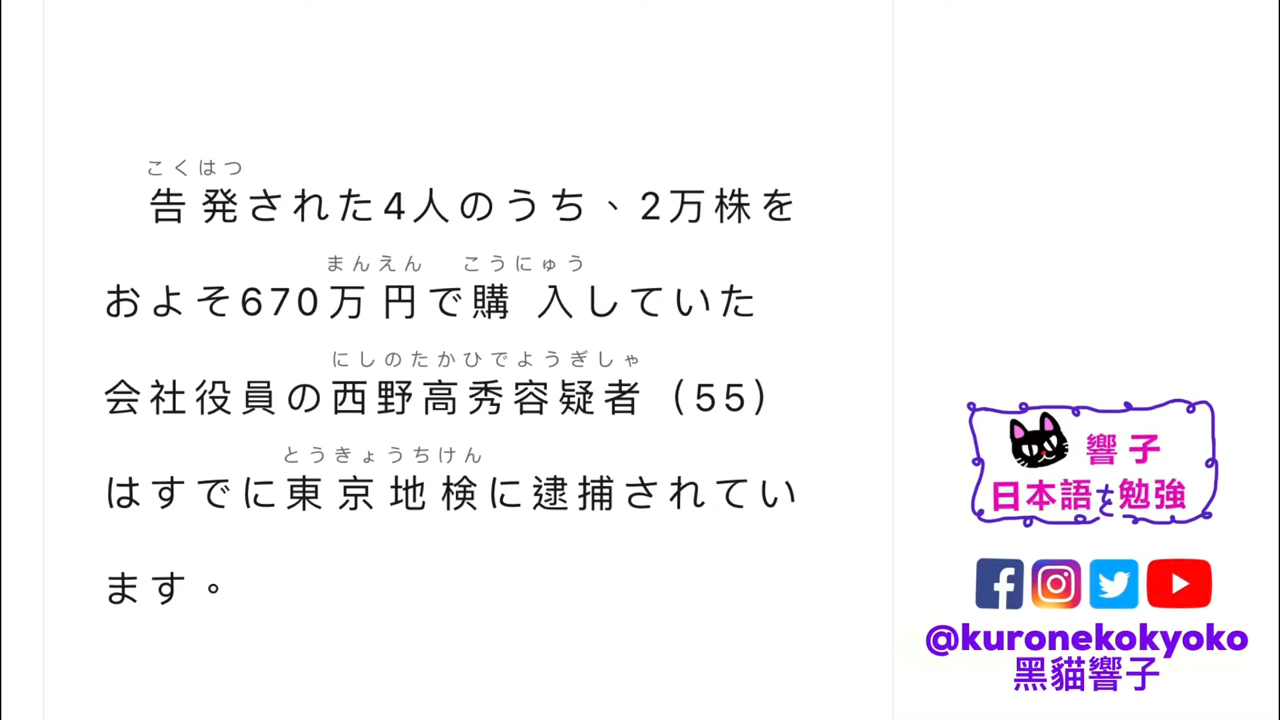 こくはつ
告発された4人のうち、2万株を
まんえん こうにゅう
およそ670万円で購入していた
にしのたかひでようぎしゃ
会社役員の西野高秀容疑者（55）
とうきょうちけん
はすでに東京地検に逮捕されてい
ます。
響子
日本語を勉強
@kuronekokyoko
黑貓響子